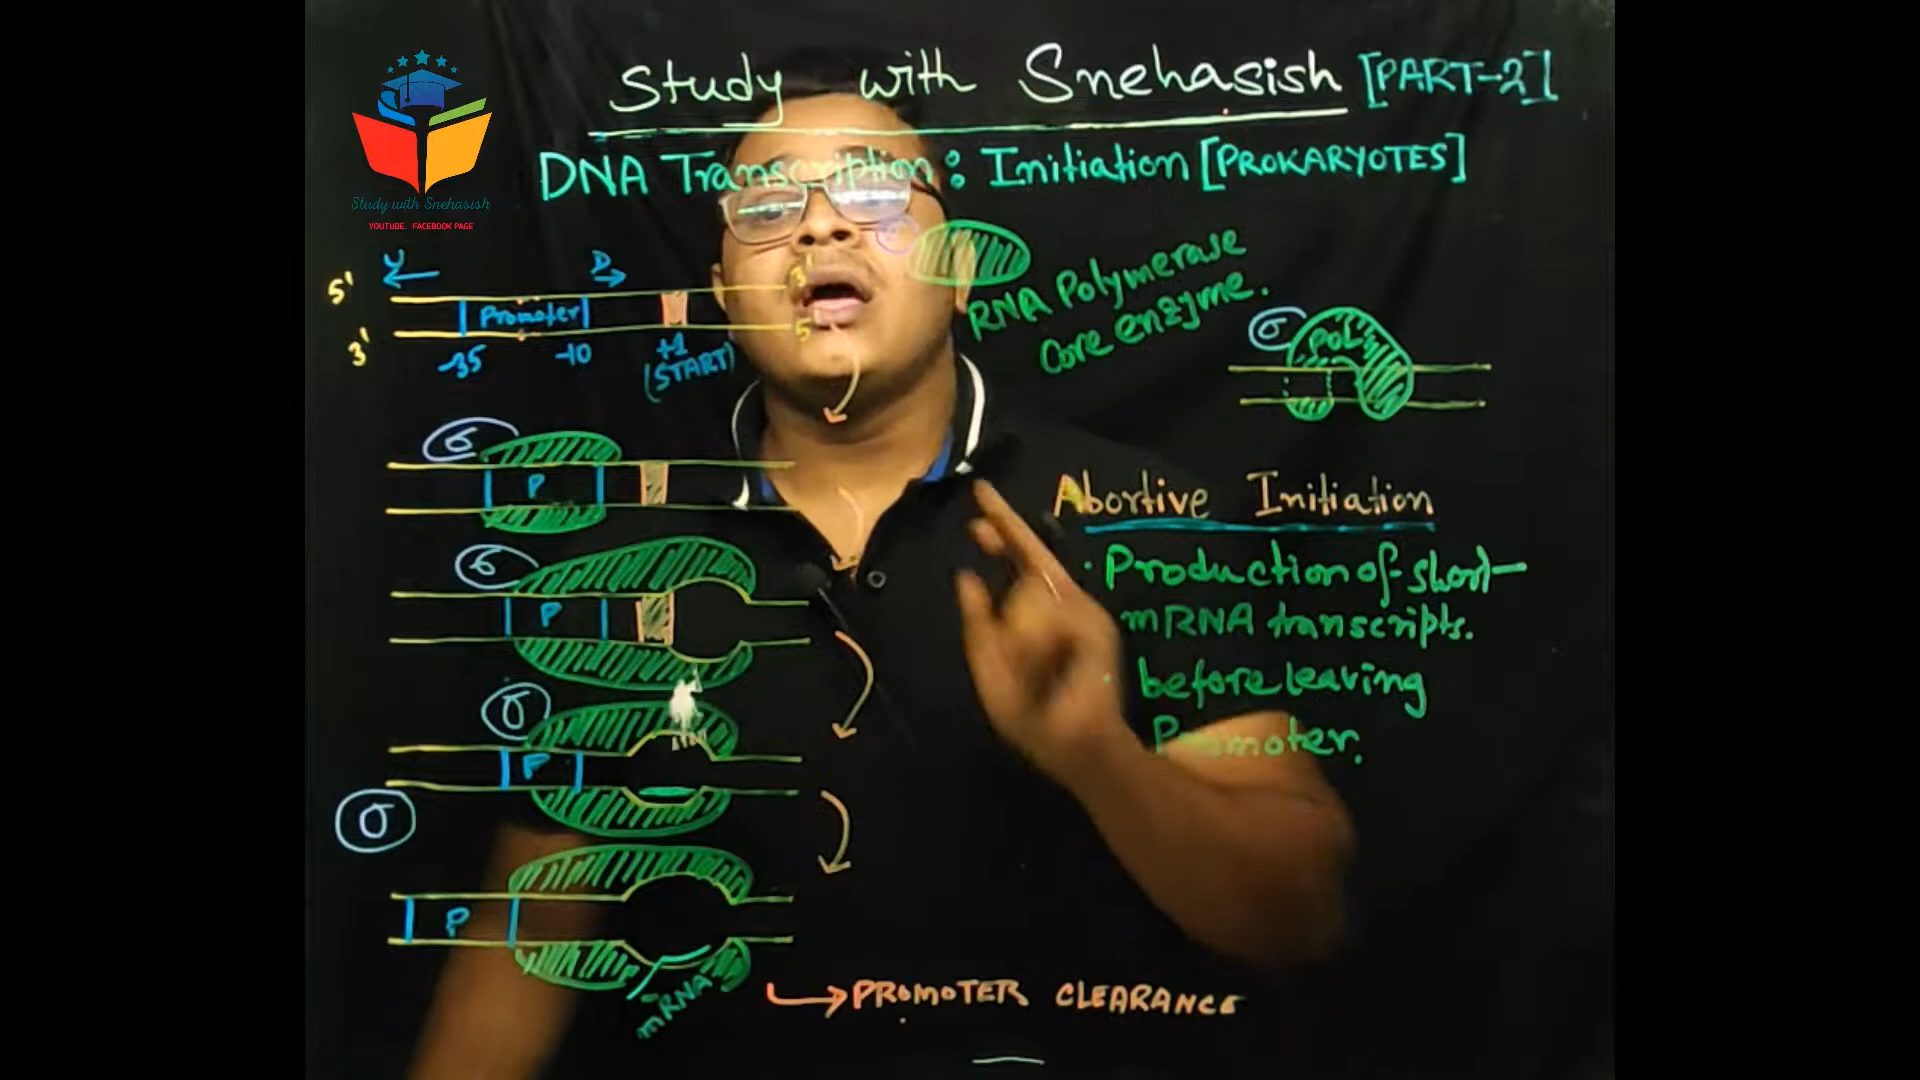 Study with Snehasish [PART-2]
Study with Snehasish
YOUTUBE. FACEBOOK PAGE
DNA Transcription: Initiation [PROKARYOTES]
U D
5' 3'
Promoter
3' 5'
-35 -10 +1
(START)
RNA Polymerase
Core enzyme.
σ POL
σ
P
Abortive Initiation
σ
P
· Production of short
mRNA transcripts.
before leaving
Promoter.
σ
P
σ
P
mRNA
PROMOTER CLEARANCE